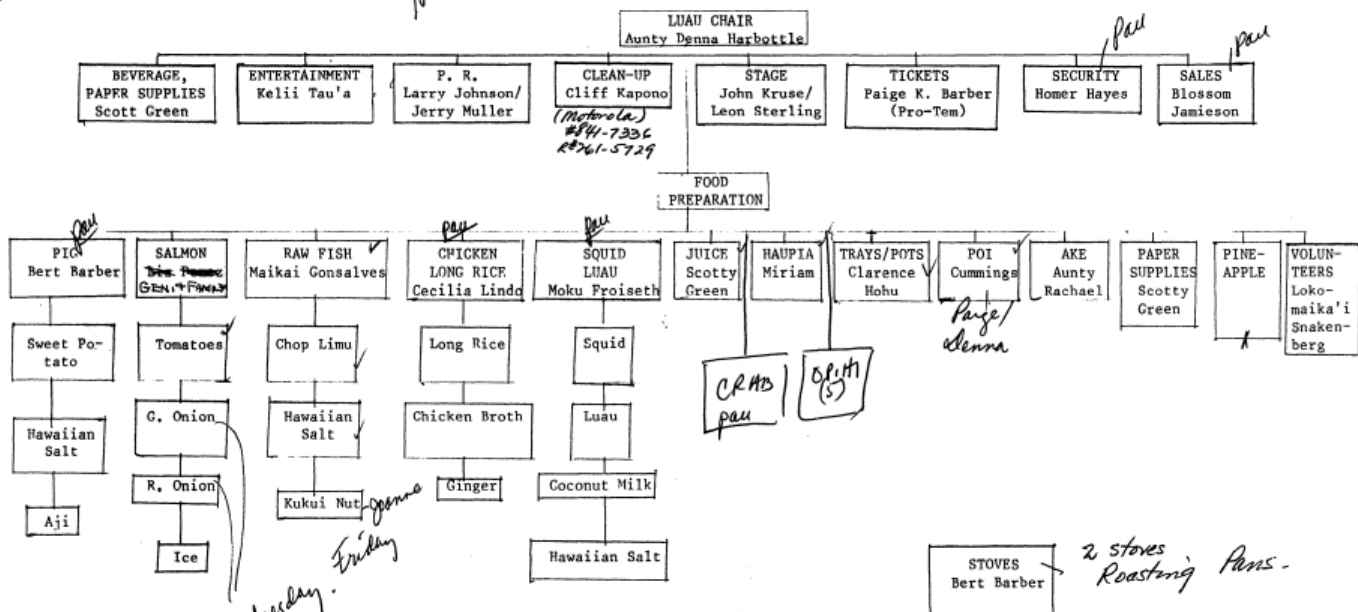 LUAU CHAIR
Aunty Denna Harbottle
pau
pau
BEVERAGE,
PAPER SUPPLIES
Scott Green
ENTERTAINMENT
Kelii Tau'a
P. R.
Larry Johnson/
Jerry Muller
CLEAN-UP
Cliff Kapono
(Motorola)
#841-7336
R#261-5729
STAGE
John Kruse/
Leon Sterling
TICKETS
Paige K. Barber
(Pro-Tem)
SECURITY
Homer Hayes
SALES
Blossom
Jamieson
FOOD
PREPARATION
pau
PIG
Bert Barber
SALMON
GENI & FAMILY
RAW FISH
Maikai Gonsalves
pau
CHICKEN
LONG RICE
Cecilia Lindo
pau
SQUID
LUAU
Moku Froiseth
JUICE
Scotty
Green
HAUPIA
Miriam
TRAYS/POTS
Clarence
Hohu
POI
Cummings
Paige/
Denna
AKE
Aunty
Rachael
PAPER
SUPPLIES
Scotty
Green
PINE-
APPLE
VOLUN-
TEERS
Loko-
maika'i
Snaken-
berg
Sweet Po-
tato
Tomatoes
Chop Limu
Long Rice
Squid
CRAB
pau
OPIHI
(5)
Hawaiian
Salt
G. Onion
Hawaiian
Salt
Chicken Broth
Luau
Aji
R. Onion
Kukui Nut-Joanne
Friday
Ginger
Coconut Milk
Ice
Hawaiian Salt
STOVES
Bert Barber
2 stoves
Roasting Pans.